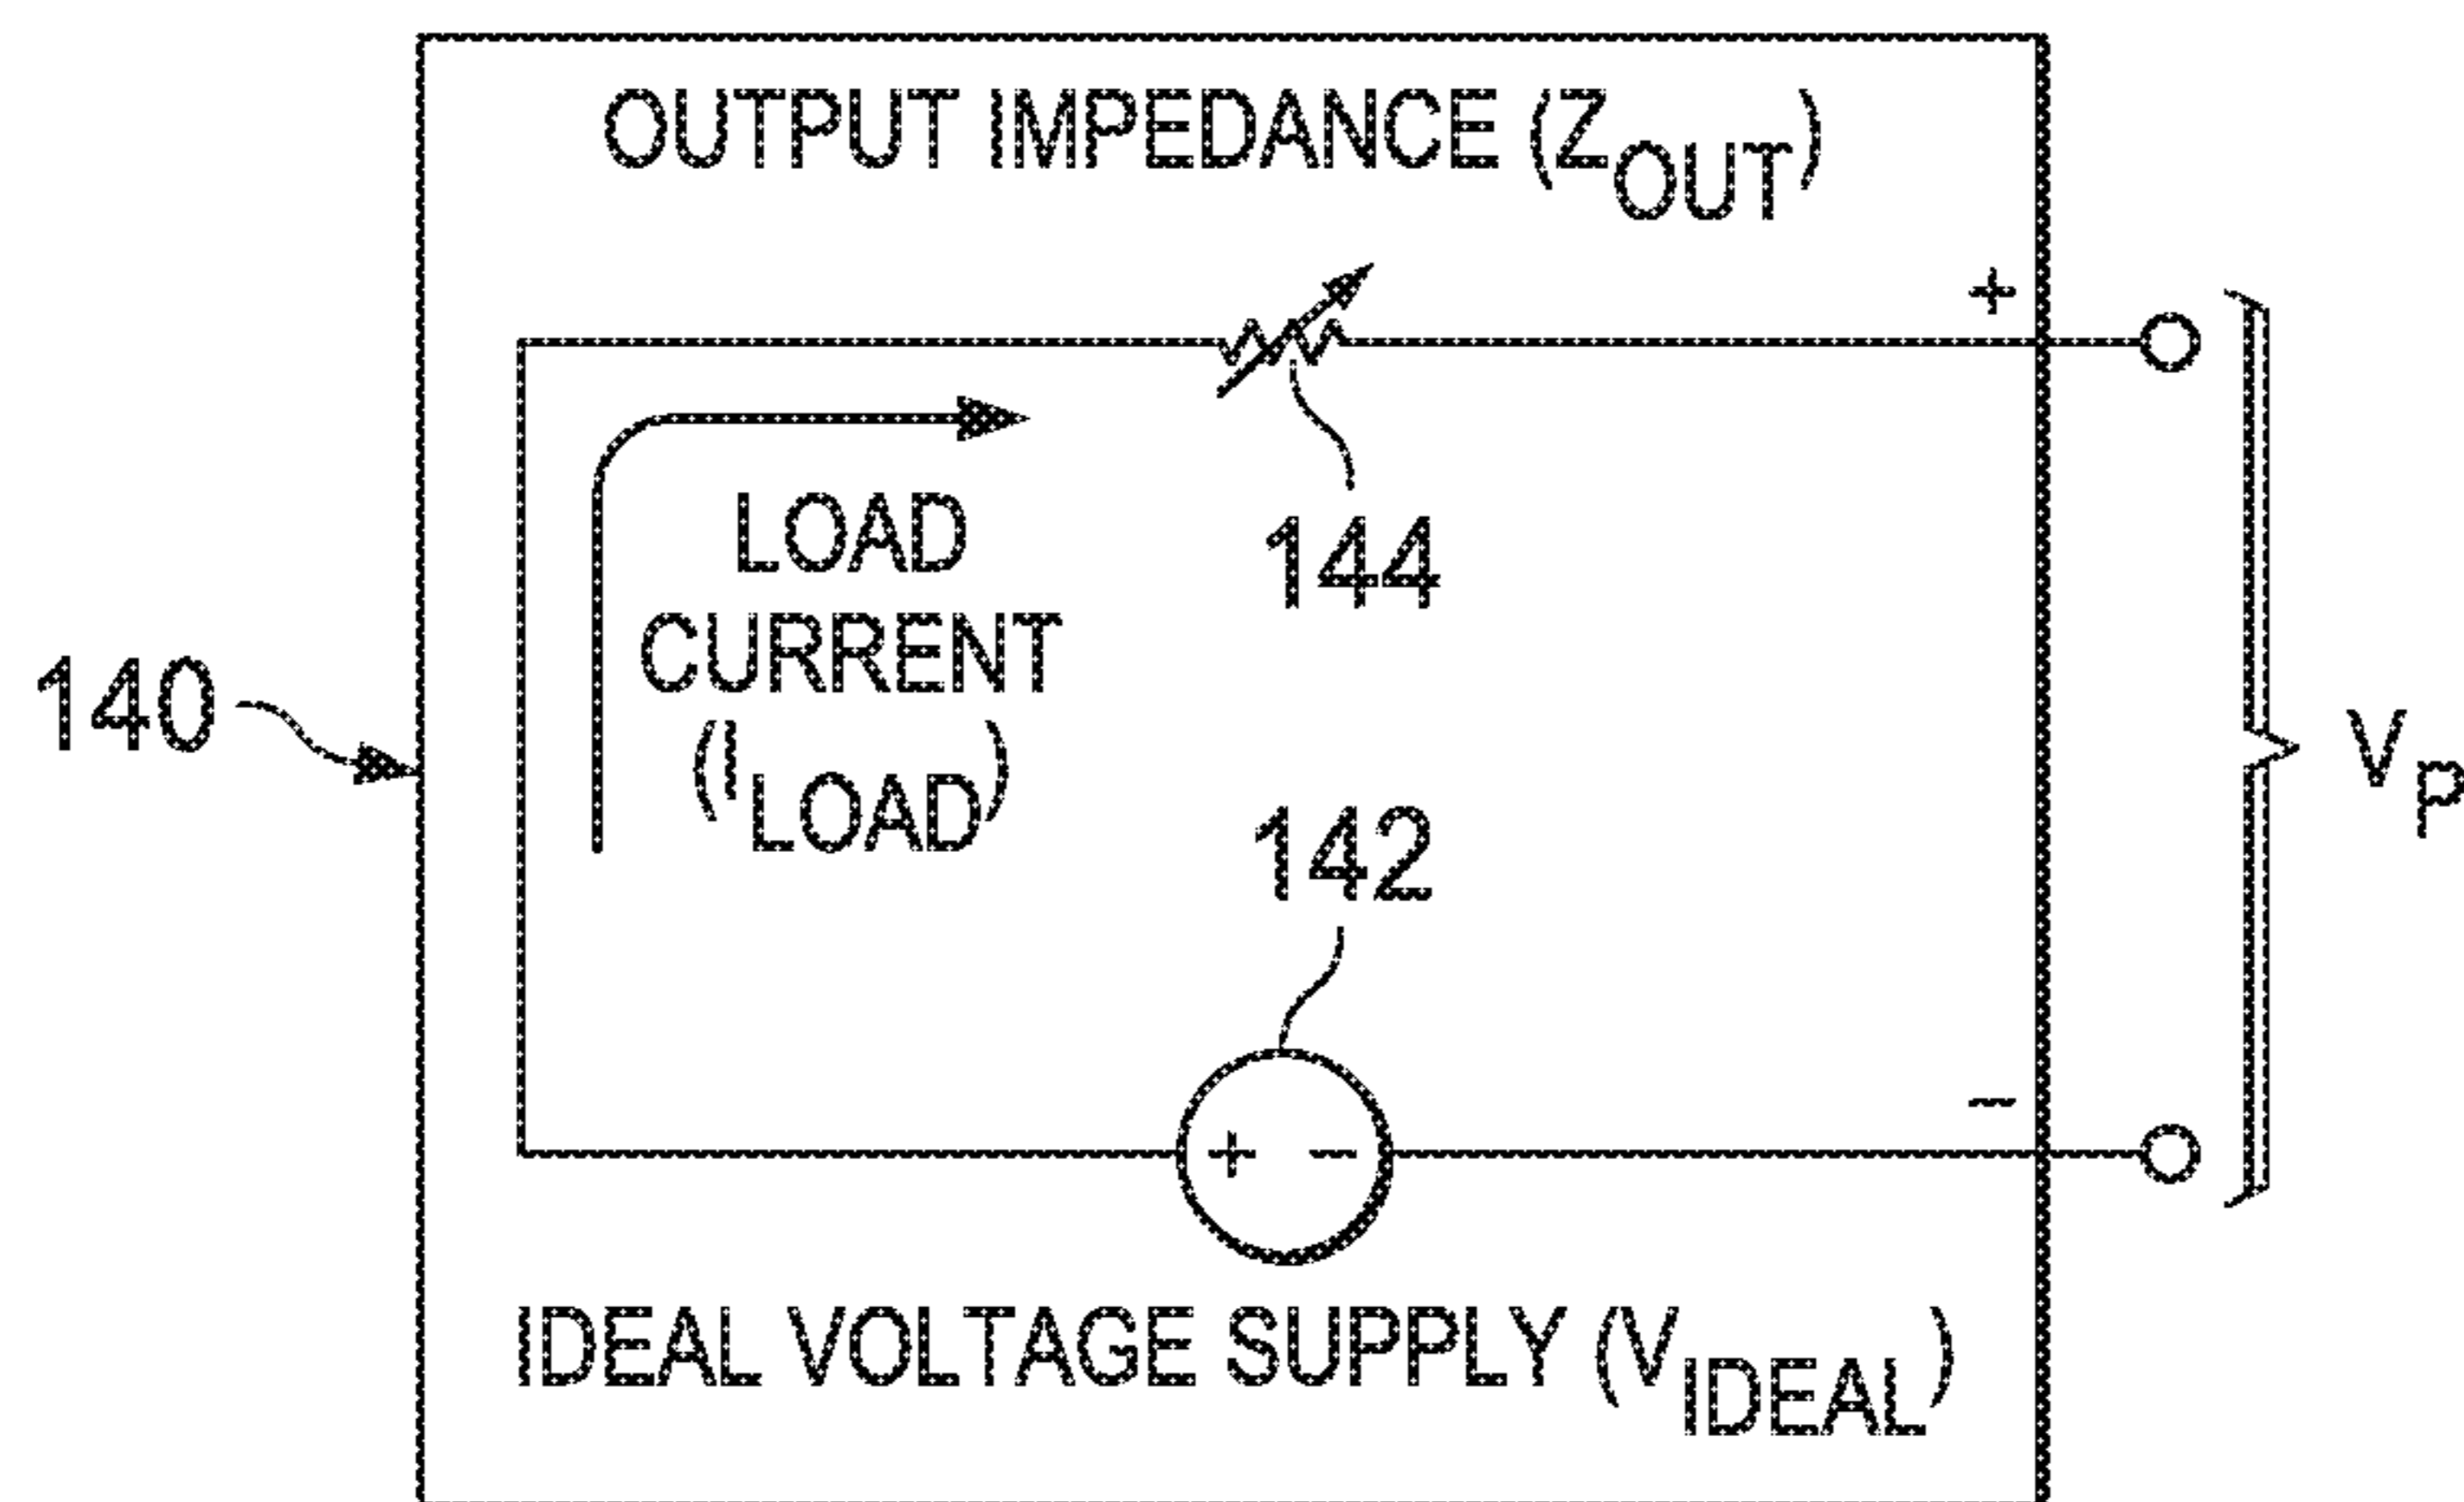 OUTPUT IMPEDANCE (ZOUT)
+
144
LOAD
CURRENT
(ILOAD)
140
VP
142
-
+ -
IDEAL VOLTAGE SUPPLY (VIDEAL)